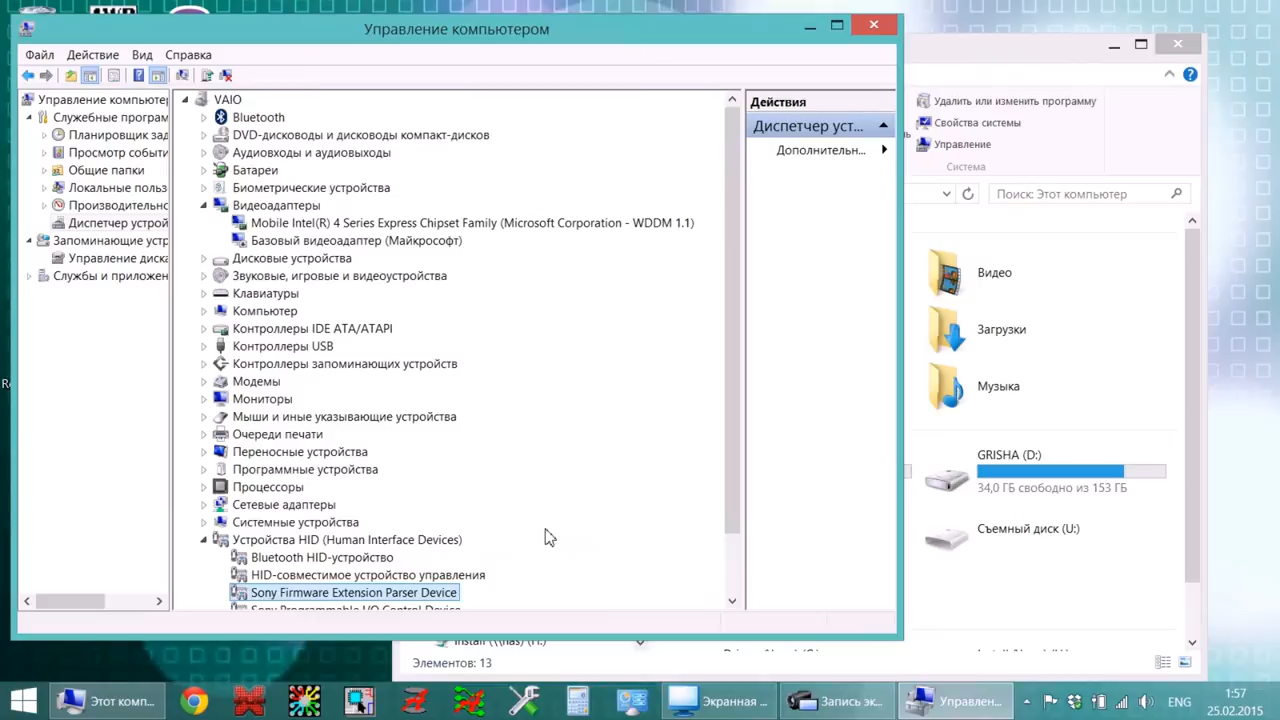 Управление компьютером
Файл Действие Вид Справка
Управление компьютер
Служебные програм
Планировщик зад
Просмотр событи
Общие папки
Локальные польз
Производительно
Диспетчер устрой
Запоминающие устр
Управление диска
Службы и приложен
VAIO
Bluetooth
DVD-дисководы и дисководы компакт-дисков
Аудиовходы и аудиовыходы
Батареи
Биометрические устройства
Видеоадаптеры
Mobile Intel(R) 4 Series Express Chipset Family (Microsoft Corporation - WDDM 1.1)
Базовый видеоадаптер (Майкрософт)
Дисковые устройства
Звуковые, игровые и видеоустройства
Клавиатуры
Компьютер
Контроллеры IDE ATA/ATAPI
Контроллеры USB
Контроллеры запоминающих устройств
Модемы
Мониторы
Мыши и иные указывающие устройства
Очереди печати
Переносные устройства
Программные устройства
Процессоры
Сетевые адаптеры
Системные устройства
Устройства HID (Human Interface Devices)
Bluetooth HID-устройство
HID-совместимое устройство управления
Sony Firmware Extension Parser Device
Sony Programmable I/O Control Device
Действия
Диспетчер уст...
Дополнительн...
Удалить или изменить программу
Свойства системы
Управление
Система
Поиск: Этот компьютер
Видео
Загрузки
Музыка
GRISHA (D:)
34,0 ГБ свободно из 153 ГБ
Съемный диск (U:)
Элементов: 13
Этот комп...
Экранная ...
Запись эк...
Управлен...
ENG
1:57
25.02.2015